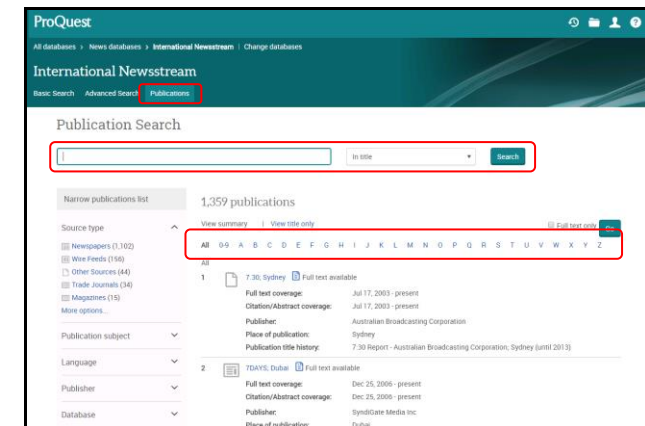 ProQuest
All databases > News databases > International Newsstream | Change databases
International Newsstream
Basic Search Advanced Search Publications
Publication Search
In title Search
Narrow publications list
1,359 publications
View summary | View title only
Full text only Go
Source type
All 0-9 A B C D E F G H I J K L M N O P Q R S T U V W X Y Z
Newspapers (1,102)
Wire Feeds (156)
Other Sources (44)
Trade Journals (34)
Magazines (15)
More options...
Publication subject
Language
Publisher
Database
All
1 7.30; Sydney Full text available
Full text coverage: Jul 17, 2003 - present
Citation/Abstract coverage: Jul 17, 2003 - present
Publisher: Australian Broadcasting Corporation
Place of publication: Sydney
Publication title history: 7.30 Report - Australian Broadcasting Corporation; Sydney (until 2013)
2 7DAYS; Dubai Full text available
Full text coverage: Dec 25, 2006 - present
Citation/Abstract coverage: Dec 25, 2006 - present
Publisher: SyndiGate Media Inc
Place of publication: Dubai